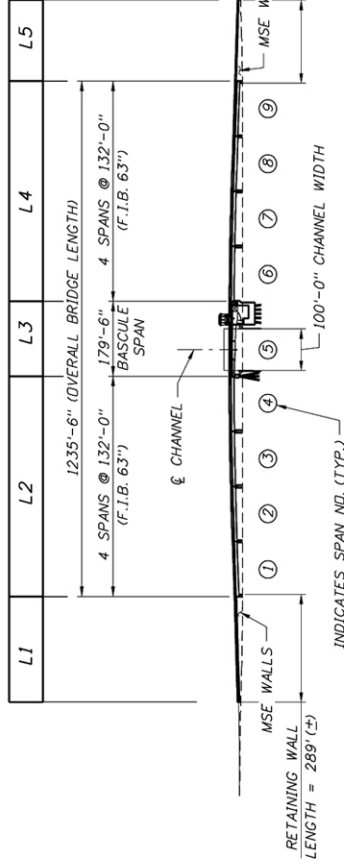 L1
L2
L3
L4
L5
1235'-6" (OVERALL BRIDGE LENGTH)
4 SPANS @ 132'-0"
(F.I.B. 63")
179'-6"
BASCULE
SPAN
4 SPANS @ 132'-0"
(F.I.B. 63")
℄ CHANNEL
MSE WALLS
MSE W
1
2
3
4
5
6
7
8
9
100'-0" CHANNEL WIDTH
RETAINING WALL
LENGTH = 289' (±)
INDICATES SPAN NO. (TYP.)